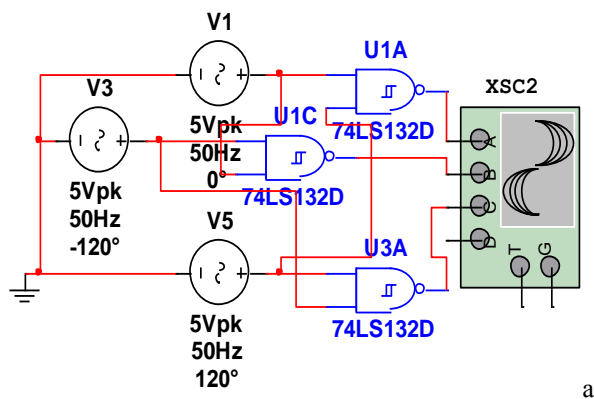 V1
U1A
XSC2
V3
5Vpk
50Hz
0°
U1C
74LS132D
74LS132D
5Vpk
50Hz
-120°
V5
U3A
5Vpk
50Hz
120°
74LS132D
A
B
C
D
T
G
a